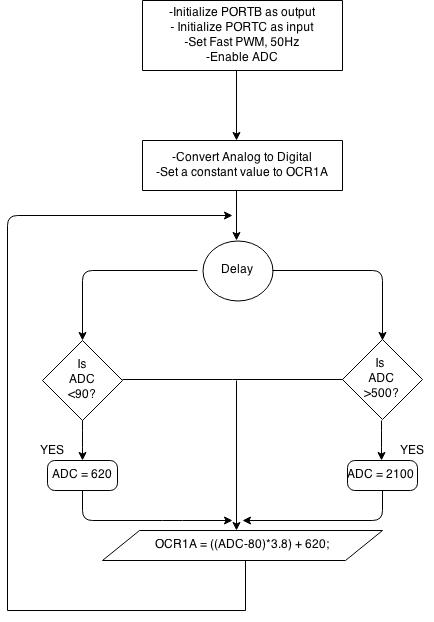 -Initialize PORTB as output
- Initialize PORTC as input
-Set Fast PWM, 50Hz
-Enable ADC
-Convert Analog to Digital
-Set a constant value to OCR1A
Delay
Is
ADC
<90?
Is
ADC
>500?
YES
YES
ADC = 620
ADC = 2100
OCR1A = ((ADC-80)*3.8) + 620;